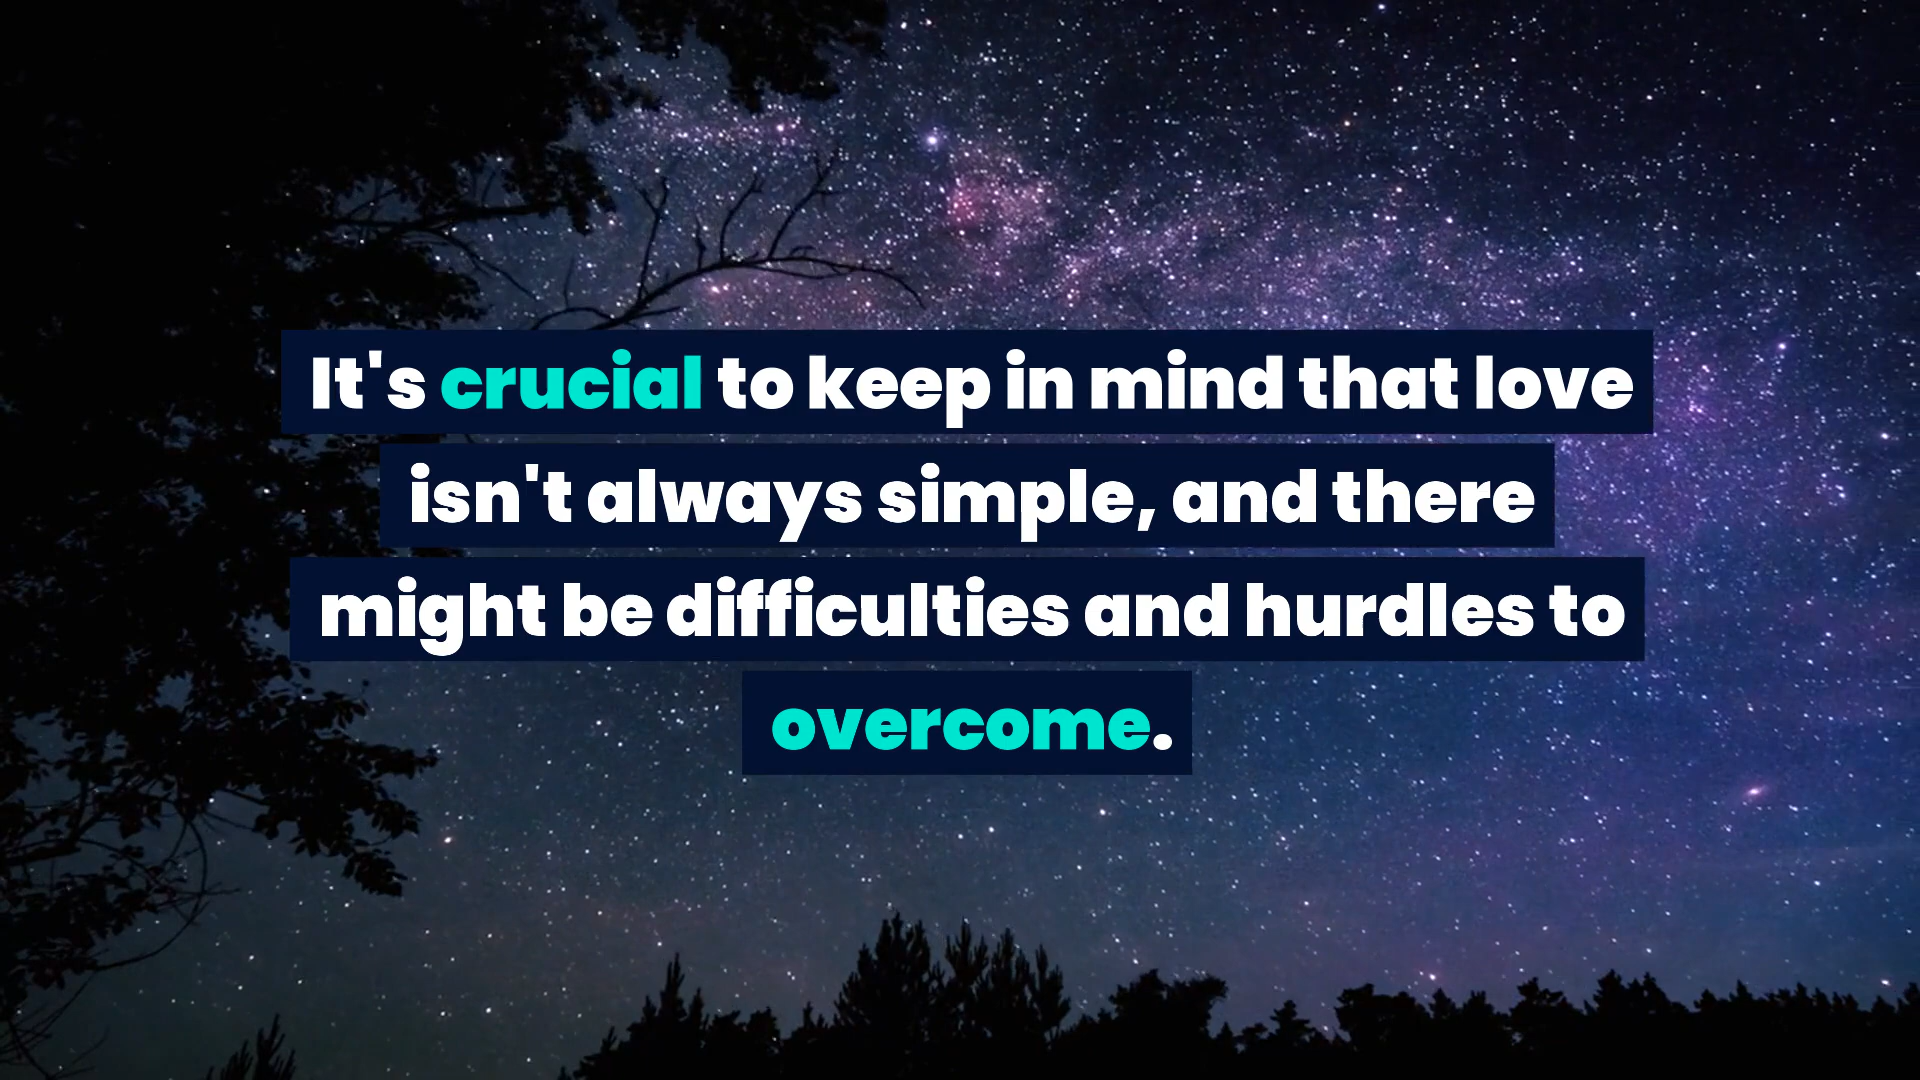 It's crucial to keep in mind that love
isn't always simple, and there
might be difficulties and hurdles to
overcome.